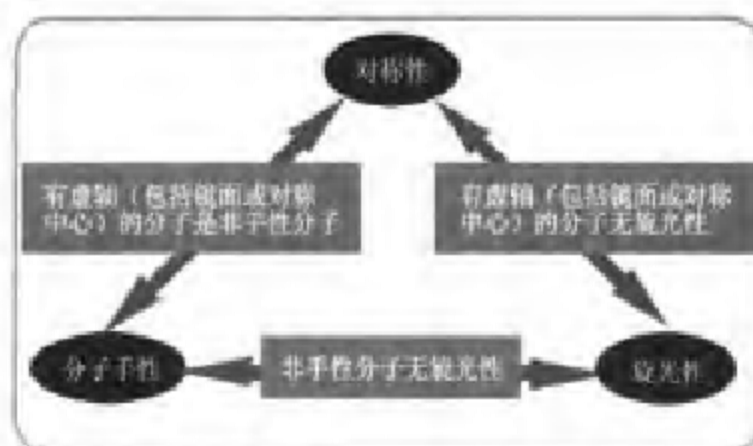 对称性
有虚轴（包括镜面或对称
中心）的分子是非手性分子
有虚轴（包括镜面或对称
中心）的分子无旋光性
分子手性
非手性分子无旋光性
旋光性